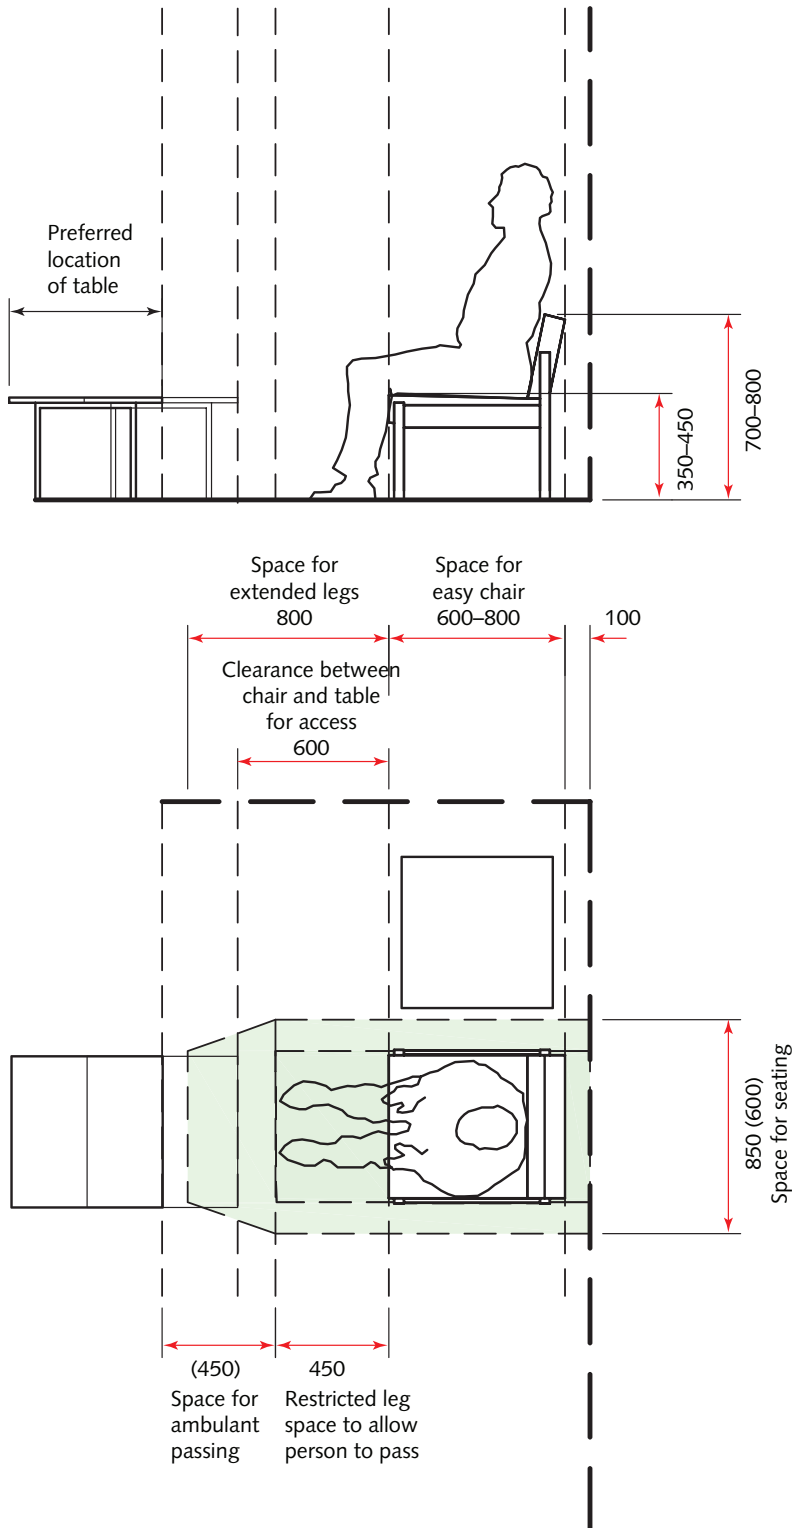 Preferred
location
of table
700–800
350–450
Space for
extended legs
800
Space for
easy chair
600–800
100
Clearance between
chair and table
for access
600
850 (600)
Space for seating
(450)
Space for
ambulant
passing
450
Restricted leg
space to allow
person to pass